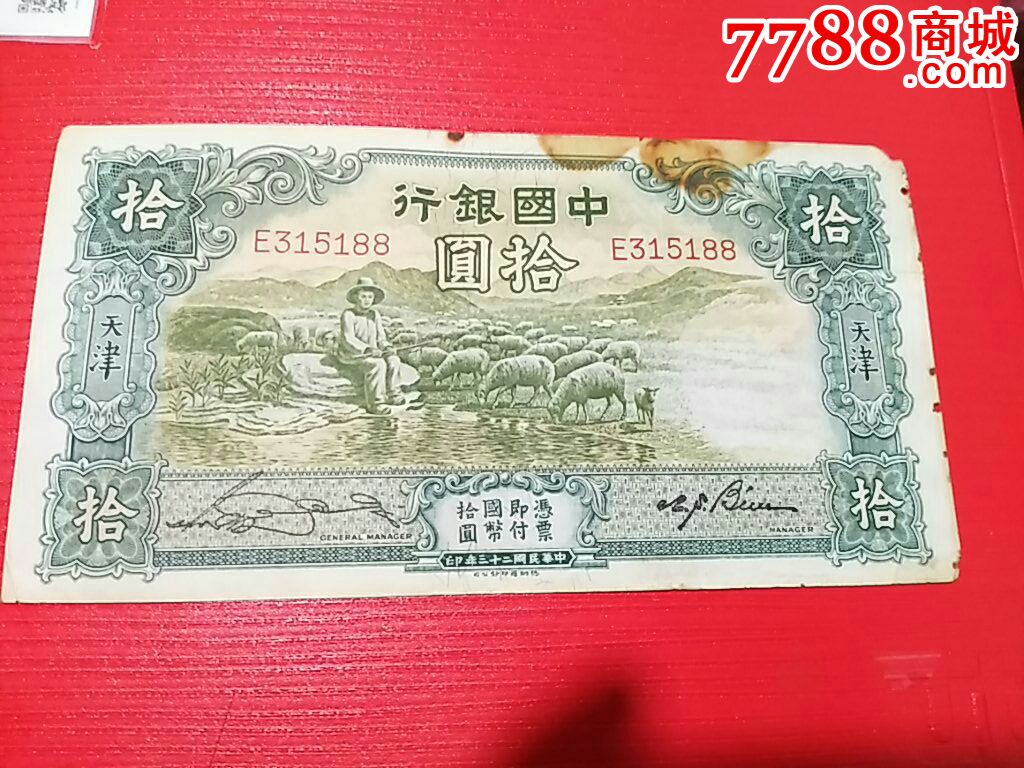 7788商城
.com
中國銀行
E315188
E315188
拾圓
拾
拾
天津
天津
拾
拾
憑票
即付
國幣
拾圓
GENERAL MANAGER
MANAGER
中華民國二十三年印